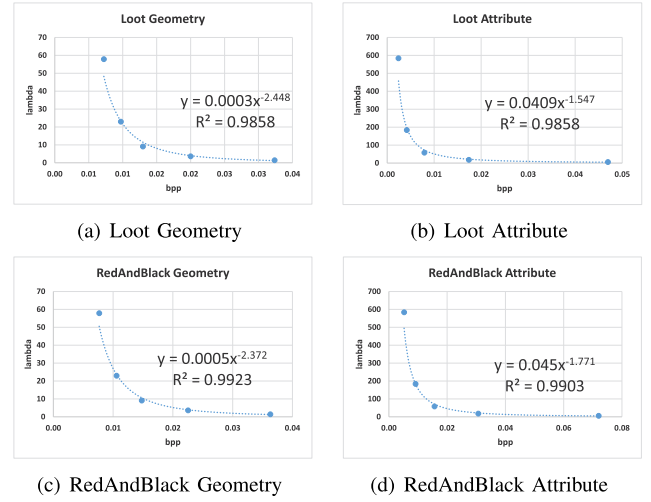 Loot Geometry
70
60
50
40
30
20
10
0
lambda
y = 0.0003x^-2.448
R² = 0.9858
0.00 0.01 0.01 0.02 0.02 0.03 0.03 0.04
bpp
(a) Loot Geometry
Loot Attribute
600
500
400
300
200
100
0
700
lambda
y = 0.0409x^-1.547
R² = 0.9858
0.00 0.01 0.02 0.03 0.04 0.05
bpp
(b) Loot Attribute
RedAndBlack Geometry
70
60
50
40
30
20
10
0
lambda
y = 0.0005x^-2.372
R² = 0.9923
0.00 0.01 0.02 0.03 0.04
bpp
(c) RedAndBlack Geometry
RedAndBlack Attribute
700
600
500
400
300
200
100
0
lambda
y = 0.045x^-1.771
R² = 0.9903
0.00 0.02 0.04 0.06 0.08
bpp
(d) RedAndBlack Attribute